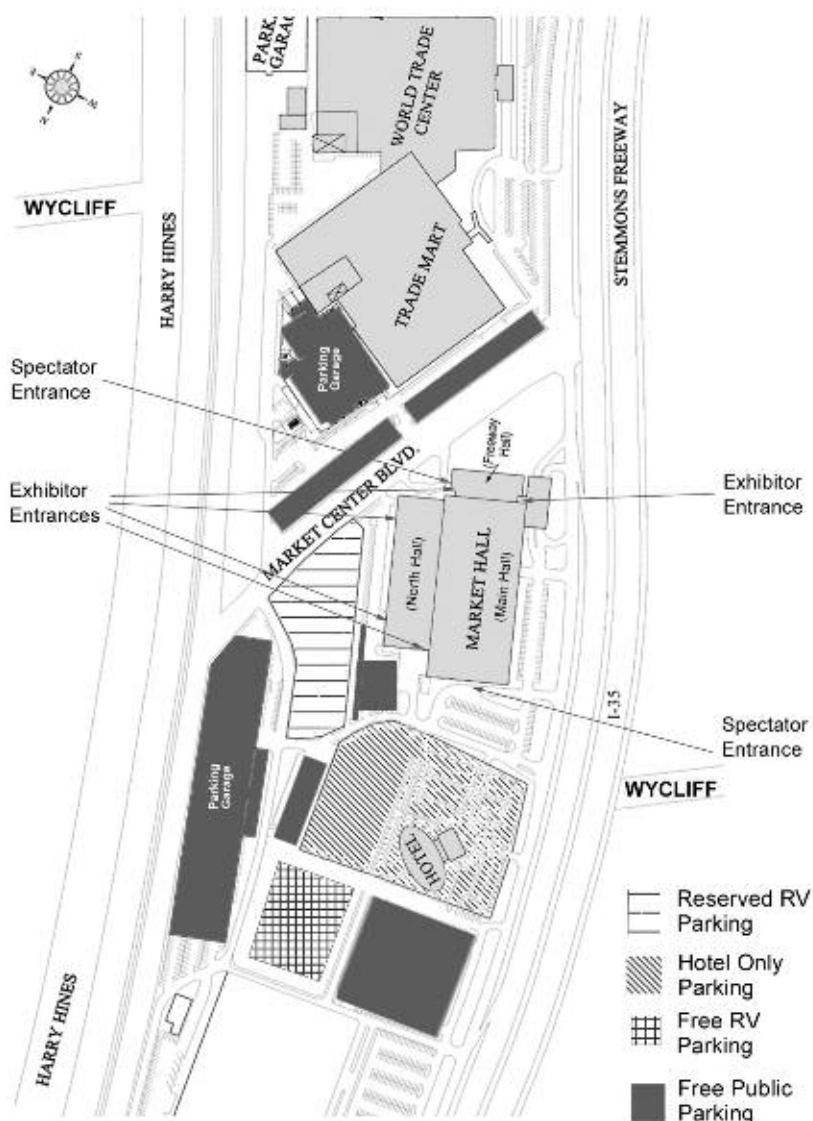 PARK.
GARAG
S
E
W
N
WORLD TRADE
CENTER
STEMMONS FREEWAY
WYCLIFF
HARRY HINES
TRADE MART
Parking
Garage
Spectator
Entrance
(Freeway
Hall)
MARKET CENTER BLVD.
Exhibitor
Entrances
Exhibitor
Entrance
(North Hall)
MARKET HALL
(Main Hall)
I-35
Spectator
Entrance
Parking
Garage
WYCLIFF
HOTEL
Reserved RV
Parking
Hotel Only
Parking
Free RV
Parking
HARRY HINES
Free Public
Parking